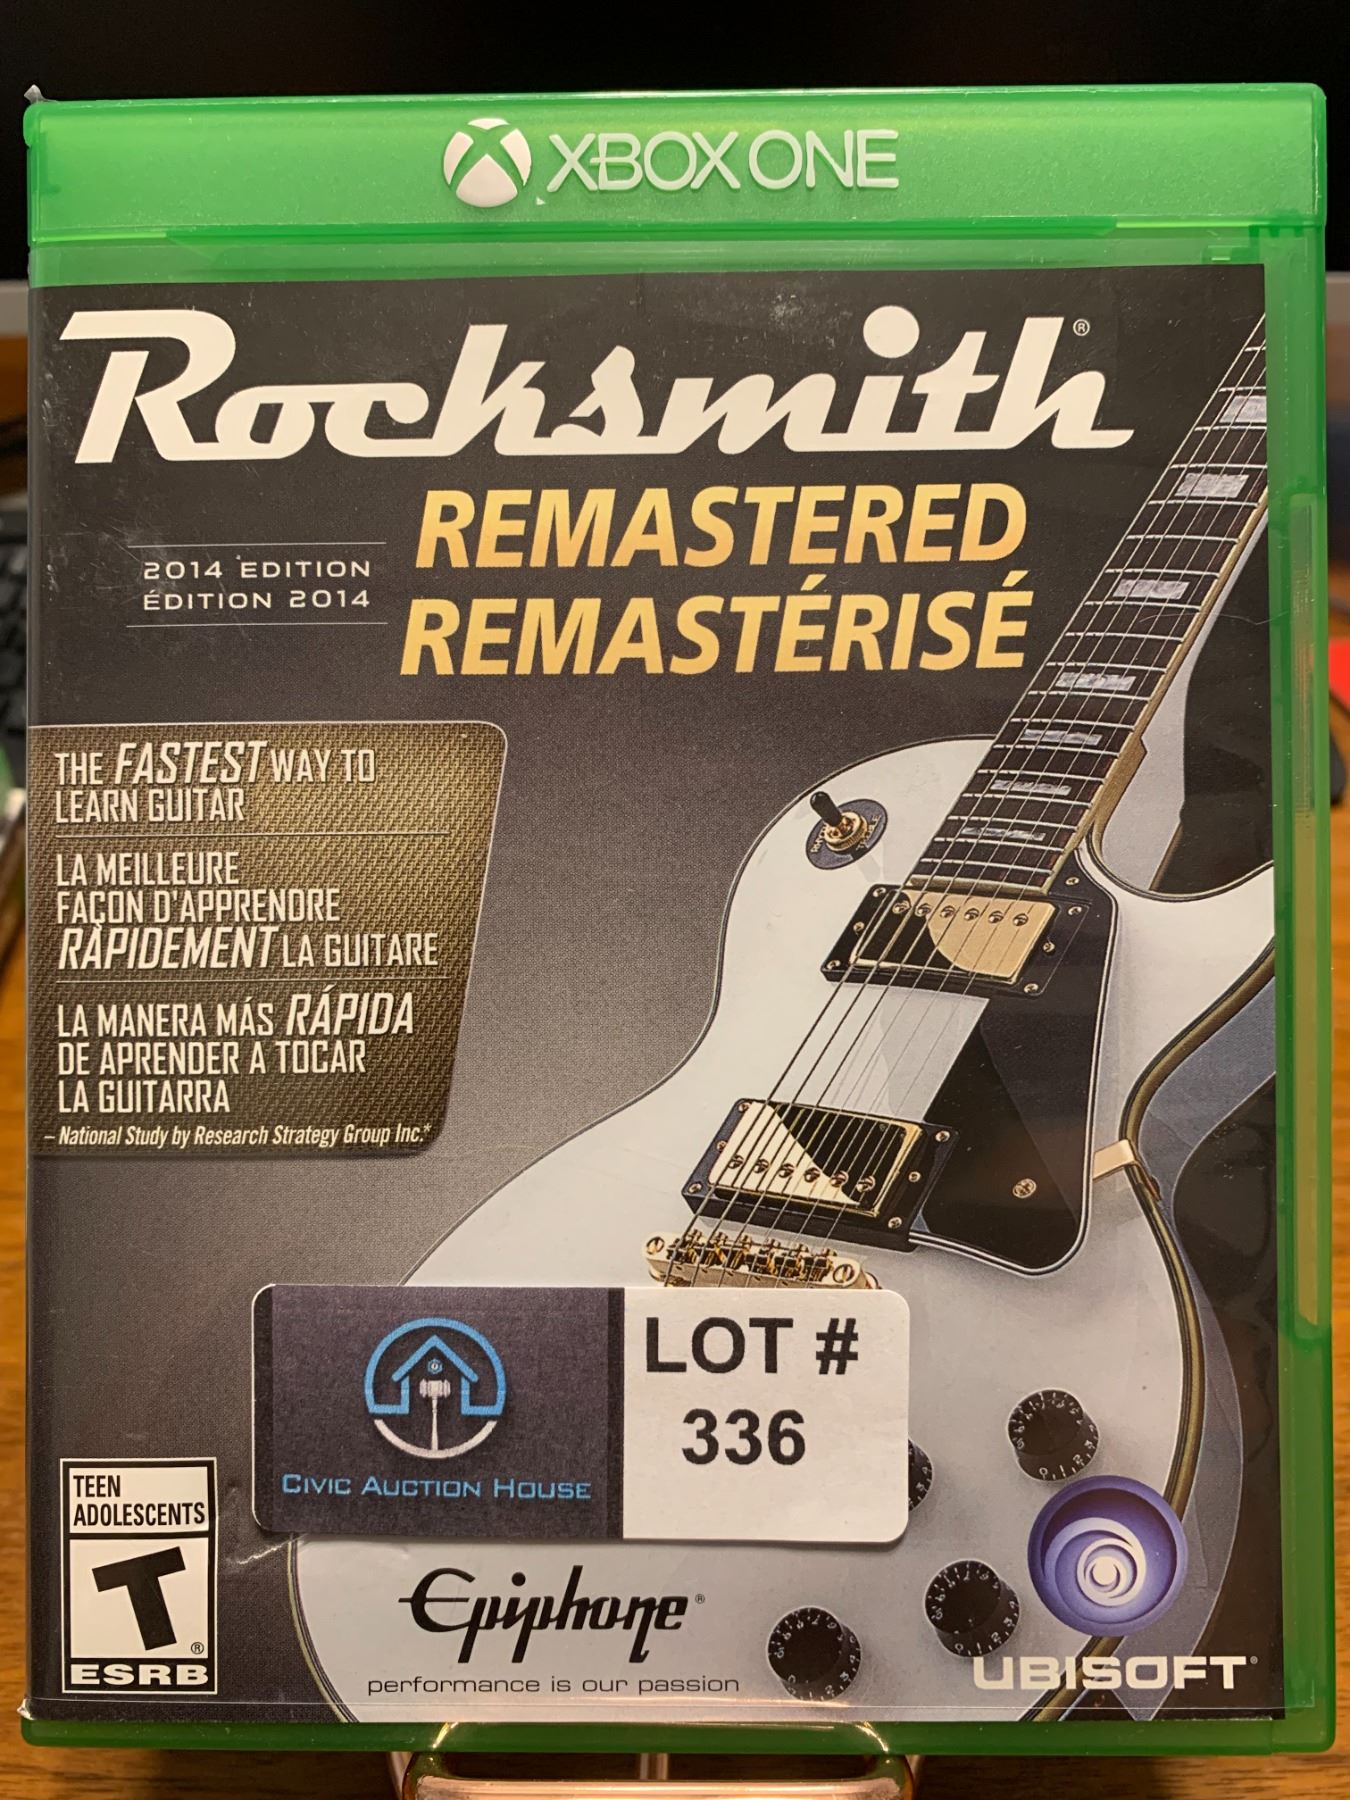 XBOX ONE
Rocksmith®
REMASTERED
2014 EDITION
ÉDITION 2014
REMASTÉRISÉ
THE FASTEST WAY TO
LEARN GUITAR
LA MEILLEURE
FAÇON D'APPRENDRE
RAPIDEMENT LA GUITARE
LA MANERA MÁS RÁPIDA
DE APRENDER A TOCAR
LA GUITARRA
– National Study by Research Strategy Group Inc.*
LOT #
336
CIVIC AUCTION HOUSE
TEEN
ADOLESCENTS
T
®
ESRB
Epiphone®
performance is our passion
UBISOFT®